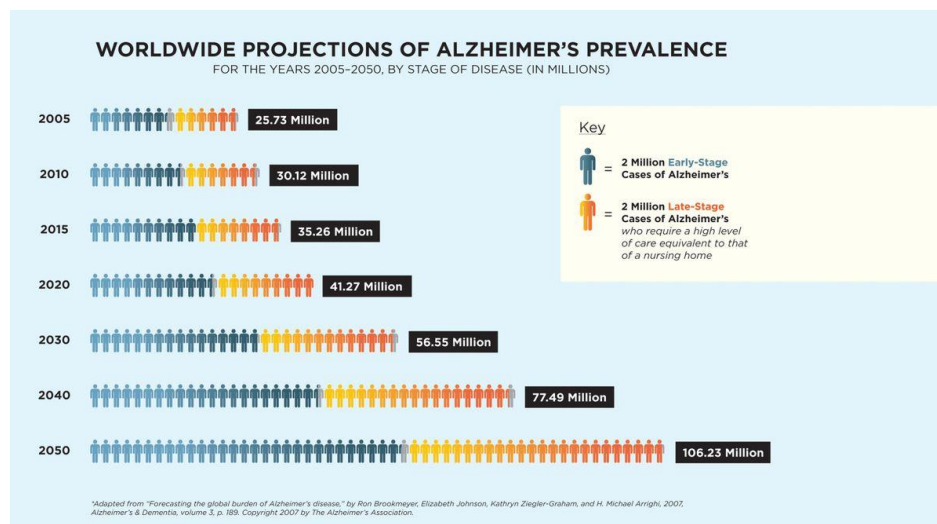 WORLDWIDE PROJECTIONS OF ALZHEIMER'S PREVALENCE
FOR THE YEARS 2005–2050, BY STAGE OF DISEASE (IN MILLIONS)
2005
25.73 Million
2010
30.12 Million
2015
35.26 Million
2020
41.27 Million
2030
56.55 Million
2040
77.49 Million
2050
106.23 Million
Key
= 2 Million Early-Stage
Cases of Alzheimer's
= 2 Million Late-Stage
Cases of Alzheimer's
who require a high level
of care equivalent to that
of a nursing home
*Adapted from "Forecasting the global burden of Alzheimer's disease," by Ron Brookmeyer, Elizabeth Johnson, Kathryn Ziegler-Graham, and H. Michael Arrighi, 2007,
Alzheimer's & Dementia, volume 3, p. 189. Copyright 2007 by The Alzheimer's Association.